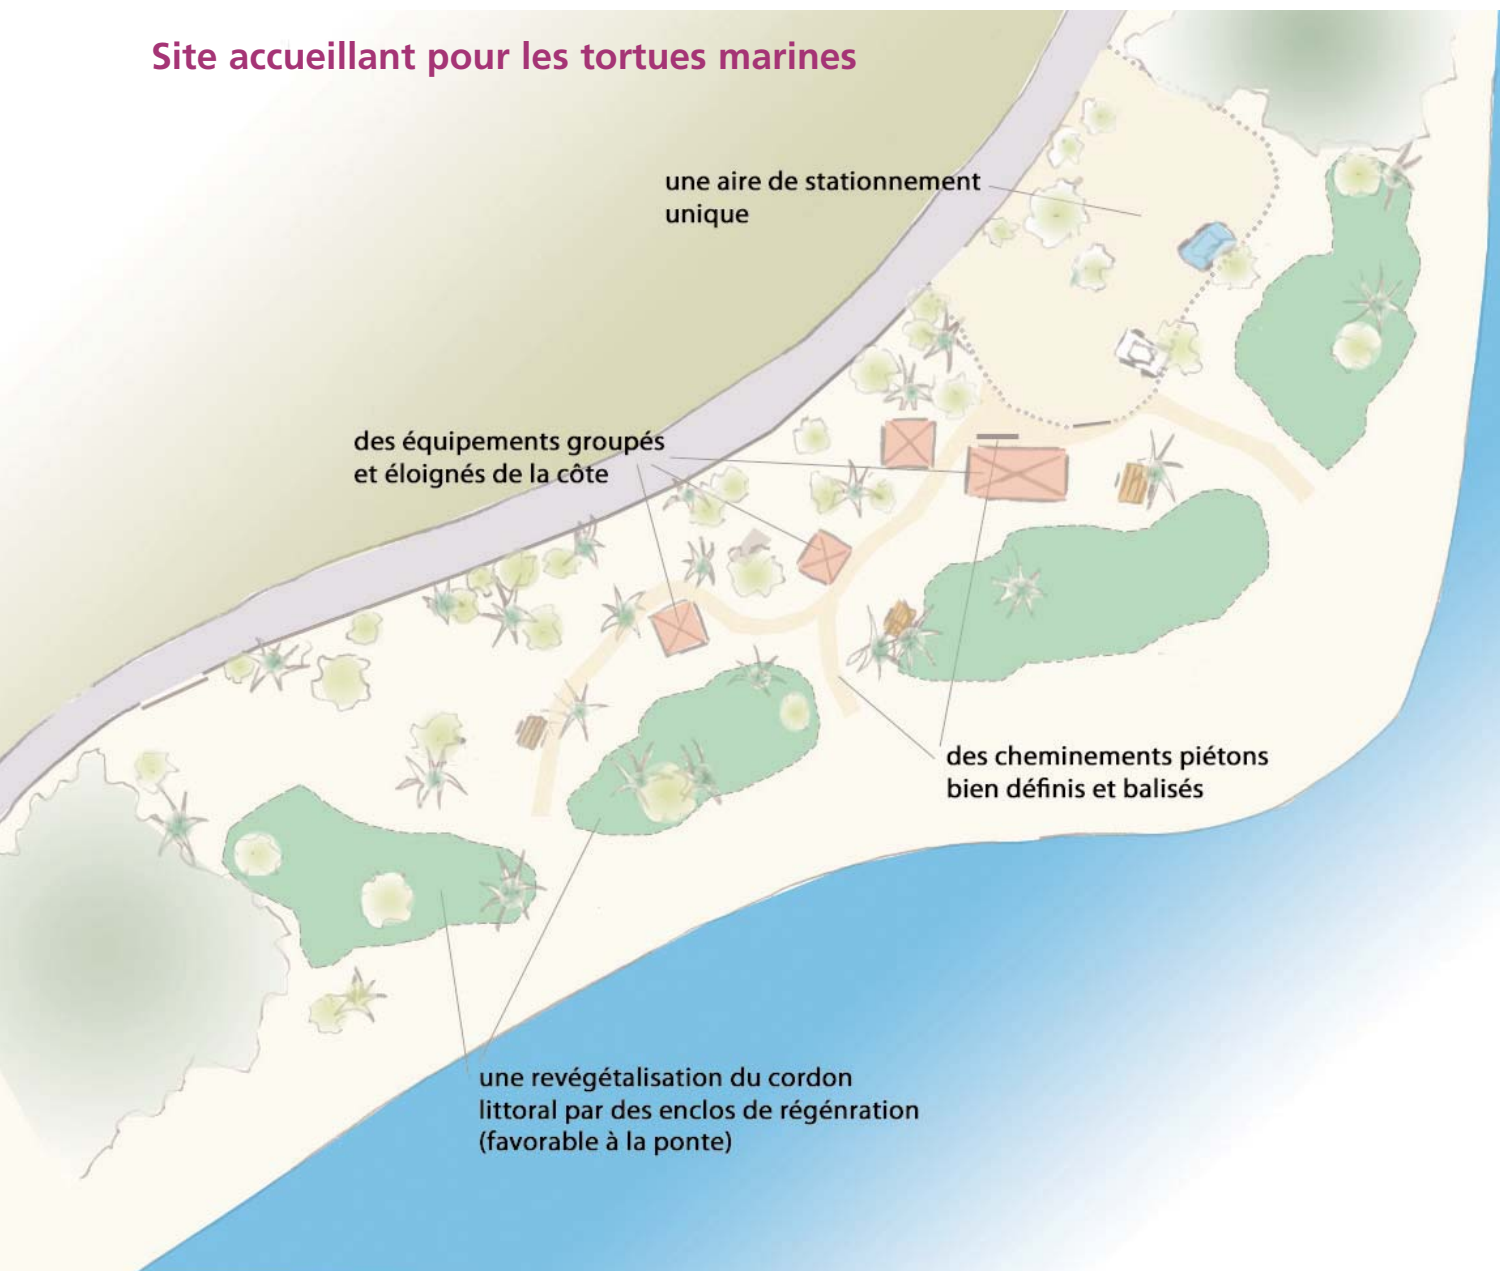 Site accueillant pour les tortues marines
une aire de stationnement
unique
des équipements groupés
et éloignés de la côte
des cheminements piétons
bien définis et balisés
une revégétalisation du cordon
littoral par des enclos de régénration
(favorable à la ponte)